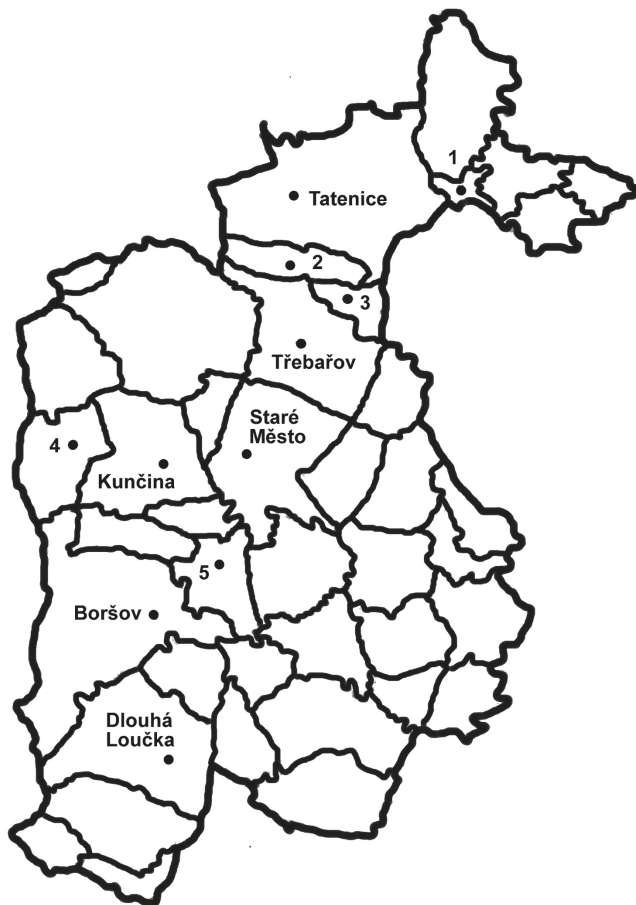 1
Tatenice
2
3
Třebařov
Staré
Město
4
Kunčina
5
Boršov
Dlouhá
Loučka